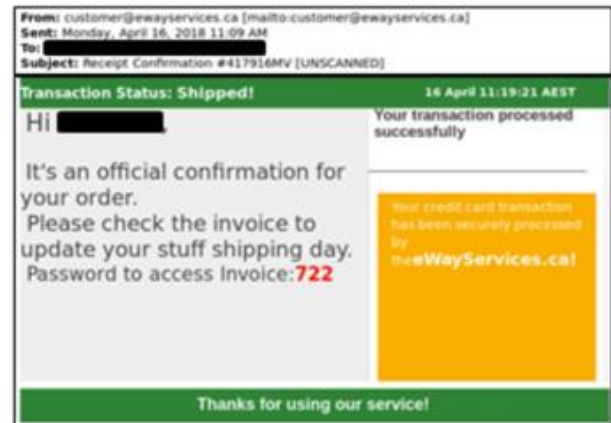 From: customer@ewayservices.ca [mailto:customer@ewayservices.ca]
Sent: Monday, April 16, 2018 11:09 AM
To:
Subject: Receipt Confirmation #417916MV [UNSCANNED]
Transaction Status: Shipped! 16 April 11:19:21 AEST
Hi ,
It's an official confirmation for
your order.
Please check the invoice to
update your stuff shipping day.
Password to access Invoice:722
Your transaction processed
successfully
Your credit card transaction
has been securely processed
by
theeWayServices.ca!
Thanks for using our service!